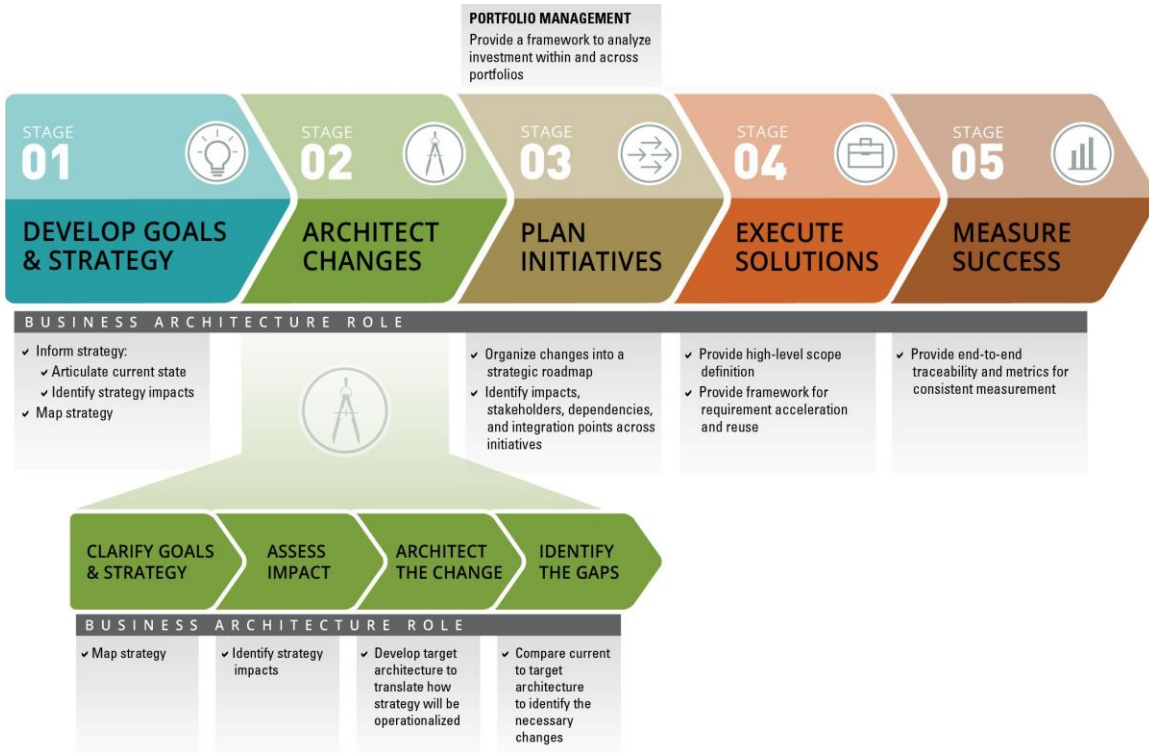 PORTFOLIO MANAGEMENT
Provide a framework to analyze
investment within and across
portfolios
STAGE
01
DEVELOP GOALS
& STRATEGY
STAGE
02
ARCHITECT
CHANGES
STAGE
03
PLAN
INITIATIVES
STAGE
04
EXECUTE
SOLUTIONS
STAGE
05
MEASURE
SUCCESS
BUSINESS ARCHITECTURE ROLE
✓ Inform strategy:
✓ Articulate current state
✓ Identify strategy impacts
✓ Map strategy
✓ Organize changes into a
strategic roadmap
✓ Identify impacts,
stakeholders, dependencies,
and integration points across
initiatives
✓ Provide high-level scope
definition
✓ Provide framework for
requirement acceleration
and reuse
✓ Provide end-to-end
traceability and metrics for
consistent measurement
CLARIFY GOALS
& STRATEGY
ASSESS
IMPACT
ARCHITECT
THE CHANGE
IDENTIFY
THE GAPS
BUSINESS ARCHITECTURE ROLE
✓ Map strategy
✓ Identify strategy
impacts
✓ Develop target
architecture to
translate how
strategy will be
operationalized
✓ Compare current
to target
architecture
to identify the
necessary
changes